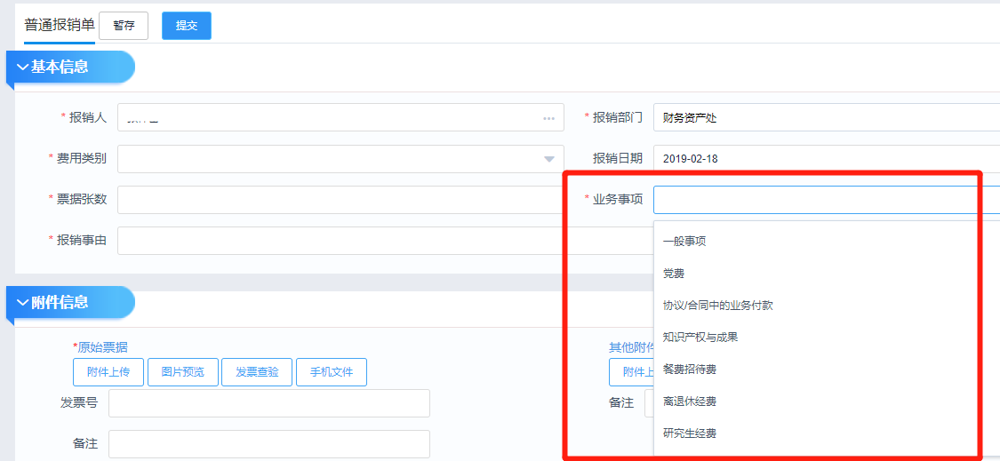 普通报销单 暂存 提交
基本信息
* 报销人 ··· * 报销部门 财务资产处
* 费用类别 报销日期 2019-02-18
* 票据张数 * 业务事项
* 报销事由
一般事项
党费
协议/合同中的业务付款
知识产权与成果
餐费招待费
离退休经费
研究生经费
附件信息
*原始票据 其他附件
附件上传 图片预览 发票查验 手机文件 附件上
发票号 备注
备注